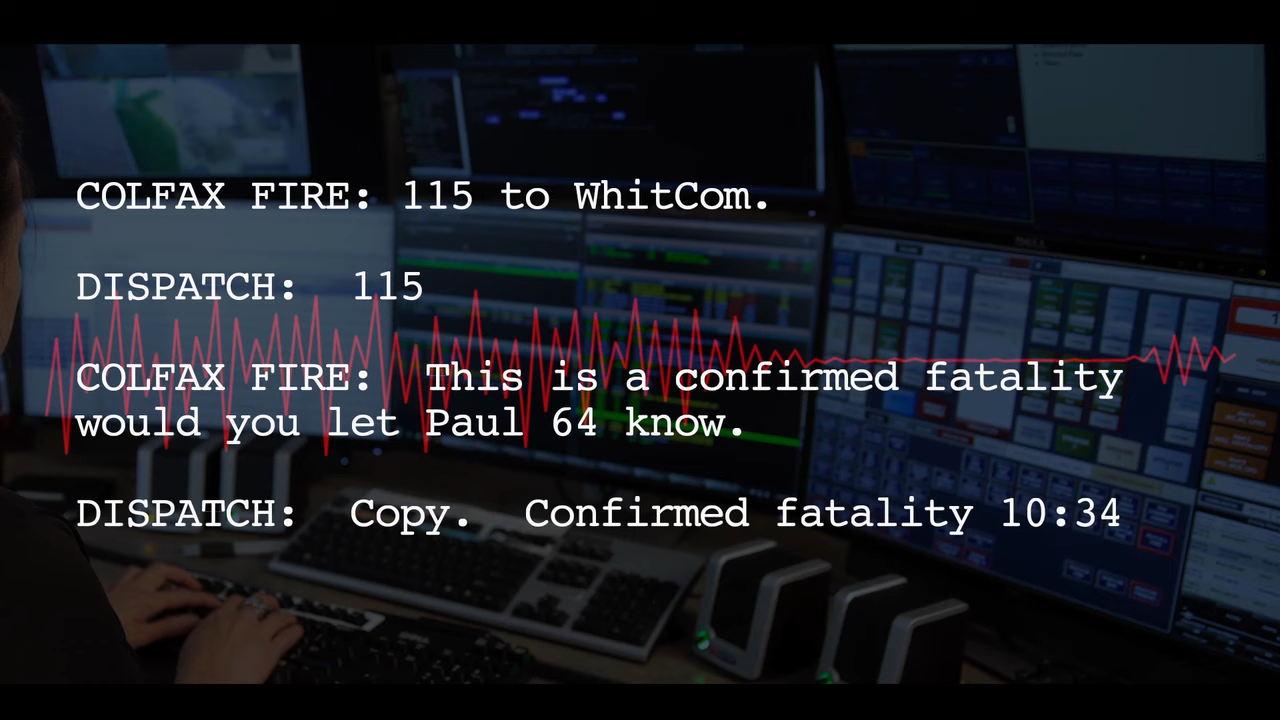 COLFAX FIRE: 115 to WhitCom.
DISPATCH: 115
COLFAX FIRE: This is a confirmed fatality
would you let Paul 64 know.
DISPATCH: Copy. Confirmed fatality 10:34